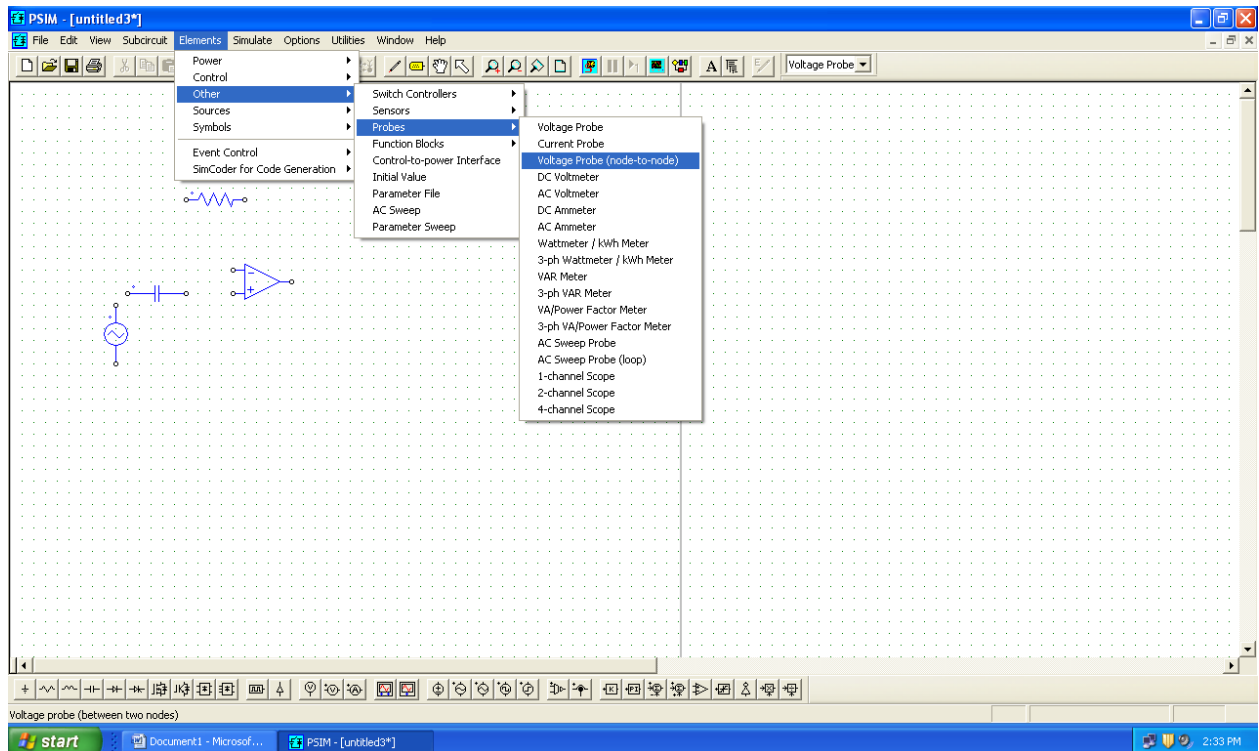 PSIM - [untitled3*]
File Edit View Subcircuit Elements Simulate Options Utilities Window Help
Voltage Probe
Power
Control
Other
Sources
Symbols
Event Control
SimCoder for Code Generation
Switch Controllers
Sensors
Probes
Function Blocks
Control-to-power Interface
Initial Value
Parameter File
AC Sweep
Parameter Sweep
Voltage Probe
Current Probe
Voltage Probe (node-to-node)
DC Voltmeter
AC Voltmeter
DC Ammeter
AC Ammeter
Wattmeter / kWh Meter
3-ph Wattmeter / kWh Meter
VAR Meter
3-ph VAR Meter
VA/Power Factor Meter
3-ph VA/Power Factor Meter
AC Sweep Probe
AC Sweep Probe (loop)
1-channel Scope
2-channel Scope
4-channel Scope
Voltage probe (between two nodes)
start Document1 - Microsof... PSIM - [untitled3*] 2:33 PM